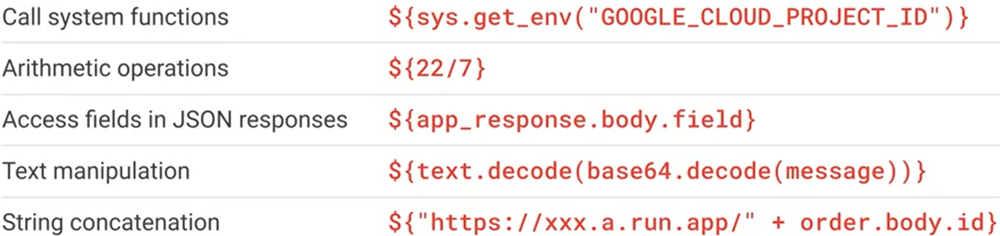 Call system functions ${sys.get_env("GOOGLE_CLOUD_PROJECT_ID")}
Arithmetic operations ${22/7}
Access fields in JSON responses ${app_response.body.field}
Text manipulation ${text.decode(base64.decode(message))}
String concatenation ${"https://xxx.a.run.app/" + order.body.id}